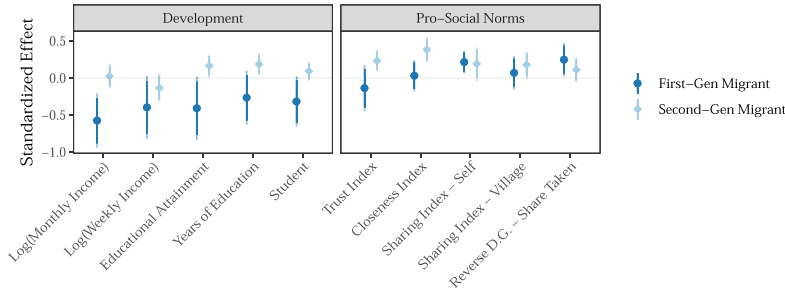 Development
Pro−Social Norms
Standardized Effect
0.5
0.0
−0.5
−1.0
Log(Monthly Income)
Log(Weekly Income)
Educational Attainment
Years of Education
Student
Trust Index
Closeness Index
Sharing Index − Self
Sharing Index − Village
Reverse D.G. − Share Taken
First−Gen Migrant
Second−Gen Migrant